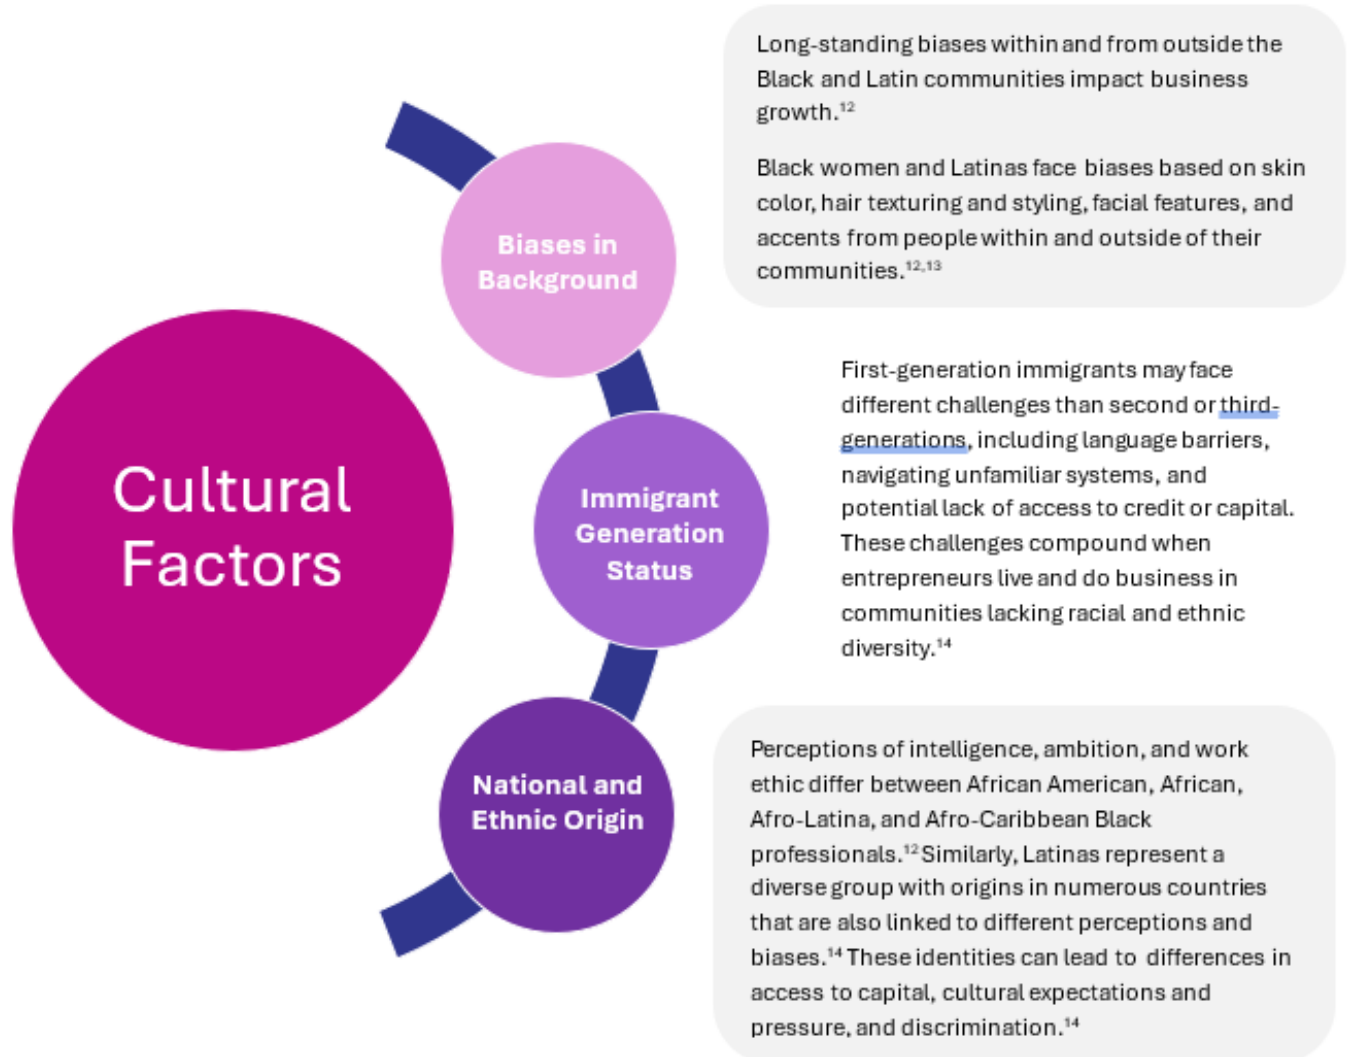 Long-standing biases within and from outside the
Black and Latin communities impact business
growth.¹²
Black women and Latinas face biases based on skin
color, hair texturing and styling, facial features, and
accents from people within and outside of their
communities.¹²,¹³
Biases in
Background
First-generation immigrants may face
different challenges than second or third-
generations, including language barriers,
navigating unfamiliar systems, and
potential lack of access to credit or capital.
These challenges compound when
entrepreneurs live and do business in
communities lacking racial and ethnic
diversity.¹⁴
Cultural
Factors
Immigrant
Generation
Status
National and
Ethnic Origin
Perceptions of intelligence, ambition, and work
ethic differ between African American, African,
Afro-Latina, and Afro-Caribbean Black
professionals.¹² Similarly, Latinas represent a
diverse group with origins in numerous countries
that are also linked to different perceptions and
biases.¹⁴ These identities can lead to differences in
access to capital, cultural expectations and
pressure, and discrimination.¹⁴